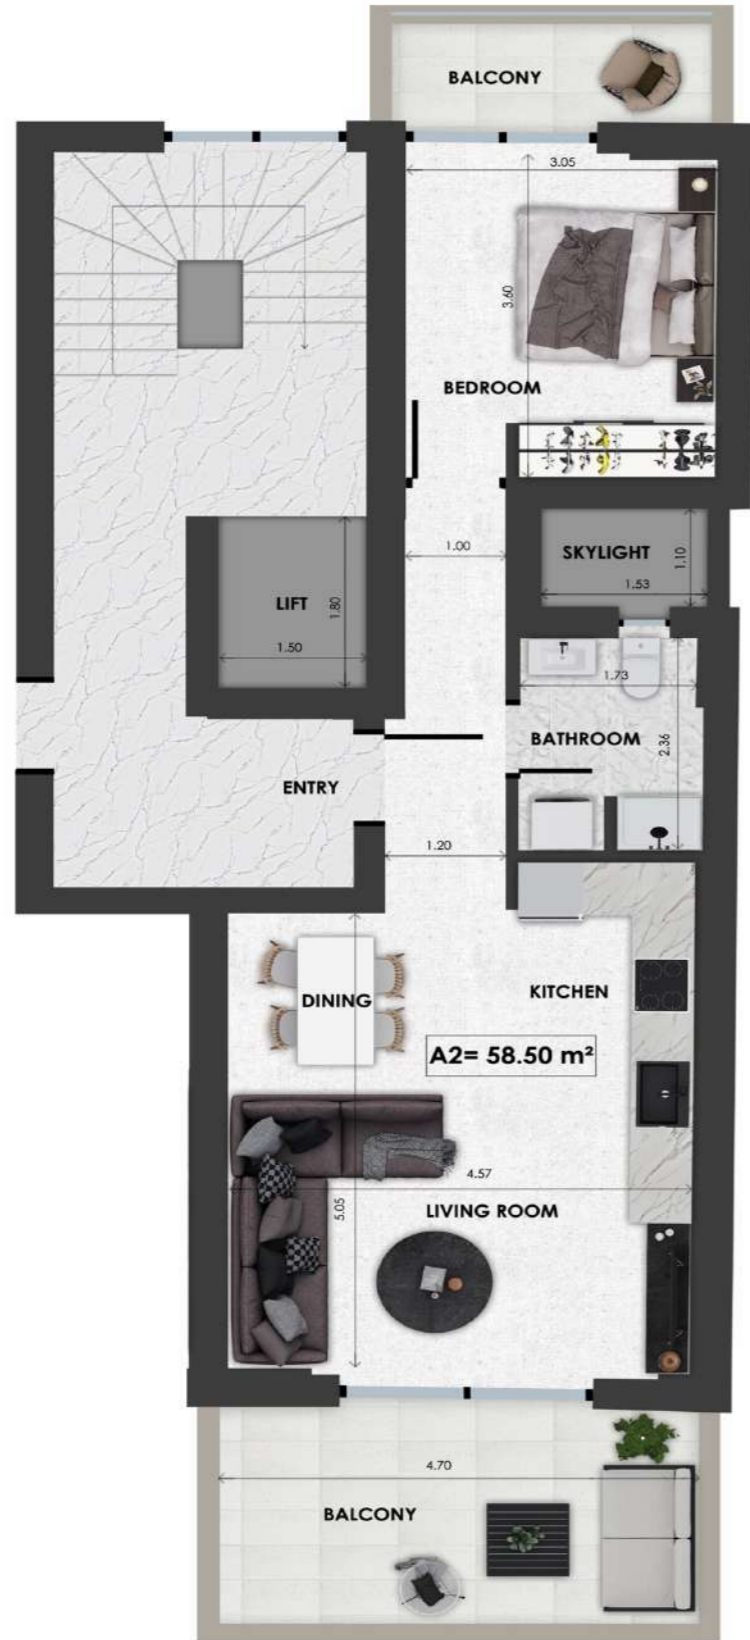 BALCONY
3.05
3.60
BEDROOM
1.00
SKYLIGHT
1.10
1.53
LIFT
1.80
1.50
1.73
BATHROOM
2.36
ENTRY
1.20
DINING
KITCHEN
A2= 58.50 m²
4.57
5.05
LIVING ROOM
4.70
BALCONY